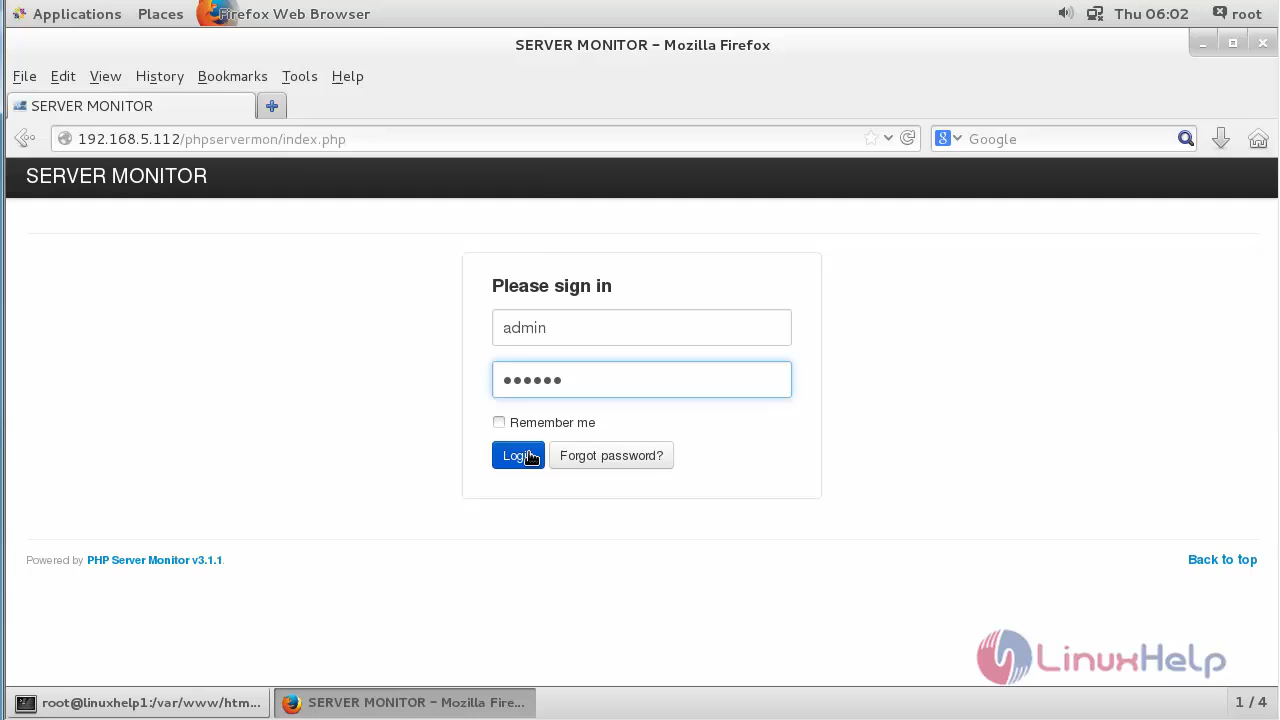 Applications Places Firefox Web Browser Thu 06:02 root
SERVER MONITOR - Mozilla Firefox
File Edit View History Bookmarks Tools Help
SERVER MONITOR
192.168.5.112/phpservermon/index.php Google
SERVER MONITOR
Please sign in
admin
••••••
Remember me
Login Forgot password?
Powered by PHP Server Monitor v3.1.1. Back to top
LinuxHelp
root@linuxhelp1:/var/www/htm... SERVER MONITOR - Mozilla Fire... 1 / 4